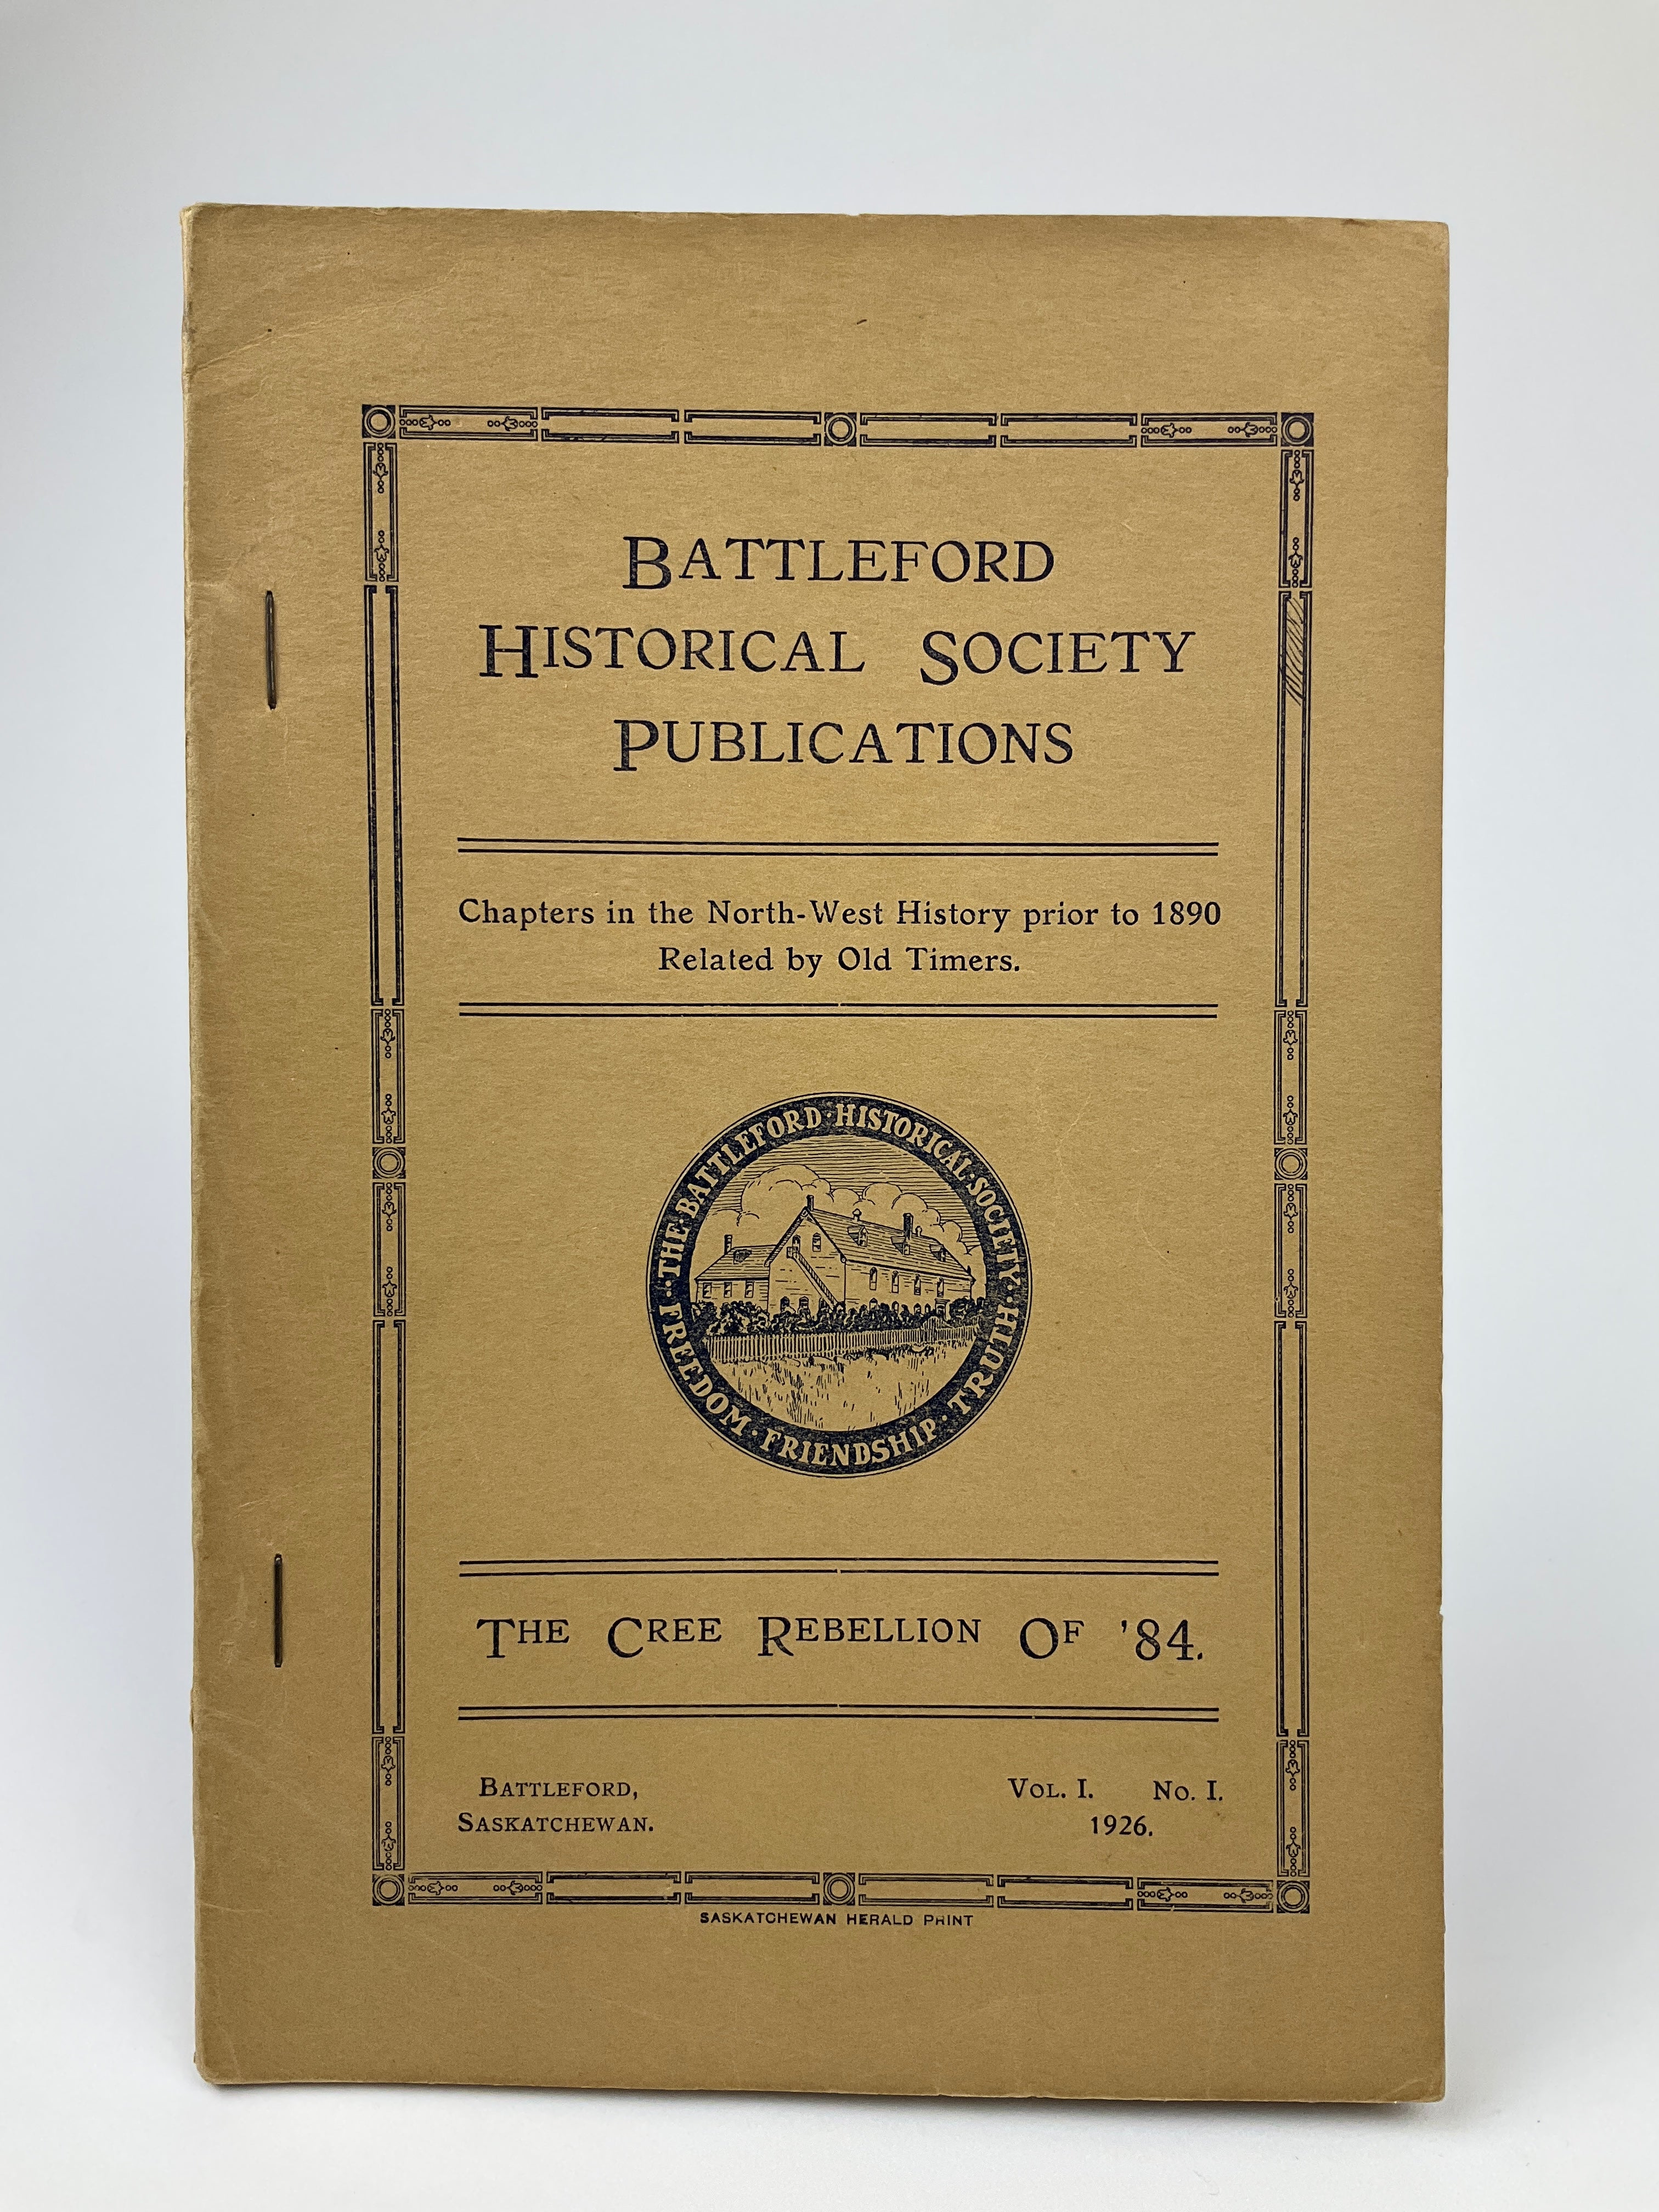 BATTLEFORD
HISTORICAL SOCIETY
PUBLICATIONS
Chapters in the North-West History prior to 1890
Related by Old Timers.
·THE·BATTLEFORD·HISTORICAL·SOCIETY·
FREEDOM·FRIENDSHIP·TRUTH·
THE CREE REBELLION OF '84.
BATTLEFORD, VOL. I. NO. I.
SASKATCHEWAN. 1926.
SASKATCHEWAN HERALD PRINT